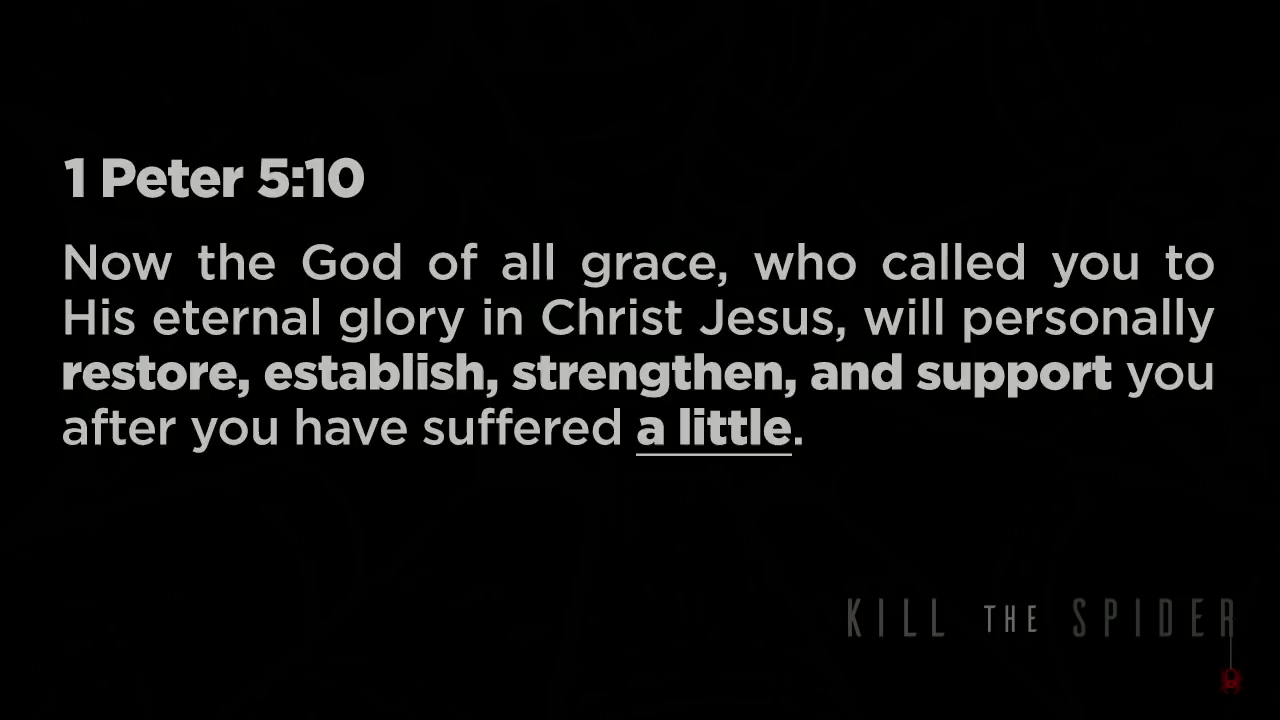 1 Peter 5:10
Now the God of all grace, who called you to
His eternal glory in Christ Jesus, will personally
restore, establish, strengthen, and support you
after you have suffered a little.
KILL THE SPIDER